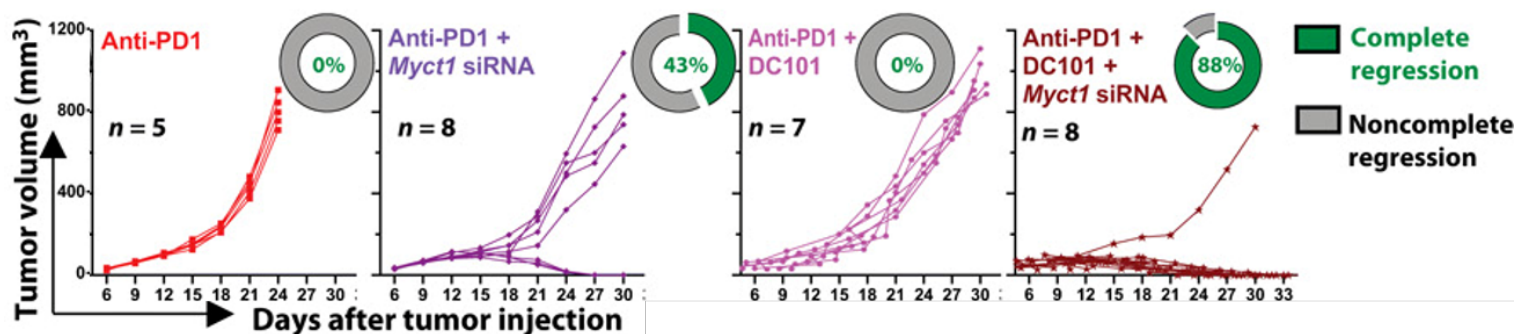 Tumor volume (mm³)
1200
800
400
0
Anti-PD1
n = 5
0%
6 9 12 15 18 21 24 27 30
Anti-PD1 +
Myct1 siRNA
n = 8
43%
6 9 12 15 18 21 24 27 30
Anti-PD1 +
DC101
n = 7
0%
6 9 12 15 18 21 24 27 30
Anti-PD1 +
DC101 +
Myct1 siRNA
n = 8
88%
6 9 12 15 18 21 24 27 30 33
Days after tumor injection
Complete
regression
Noncomplete
regression